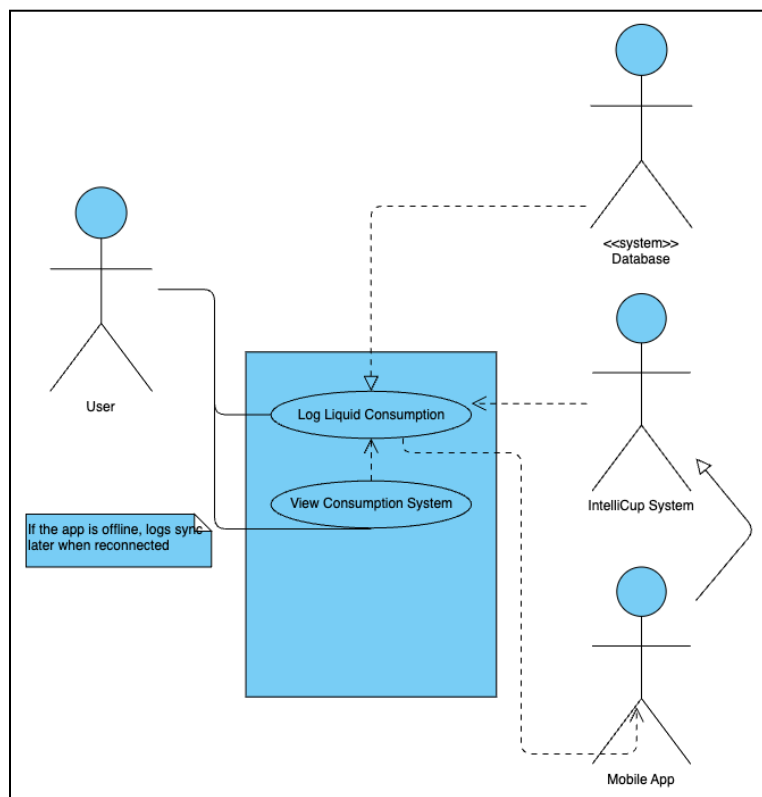 <<system>>
Database
User
Log Liquid Consumption
IntelliCup System
View Consumption System
If the app is offline, logs sync
later when reconnected
Mobile App